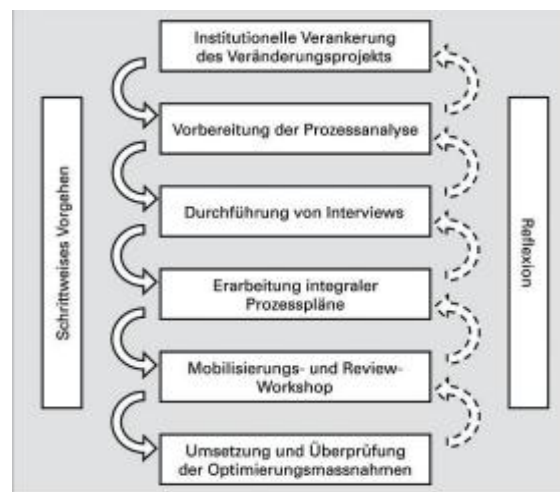 Institutionelle Verankerung
des Veränderungsprojekts
Vorbereitung der Prozessanalyse
Durchführung von Interviews
Erarbeitung integraler
Prozesspläne
Mobilisierungs- und Review-
Workshop
Umsetzung und Überprüfung
der Optimierungsmassnahmen
Schrittweises Vorgehen
Reflexion